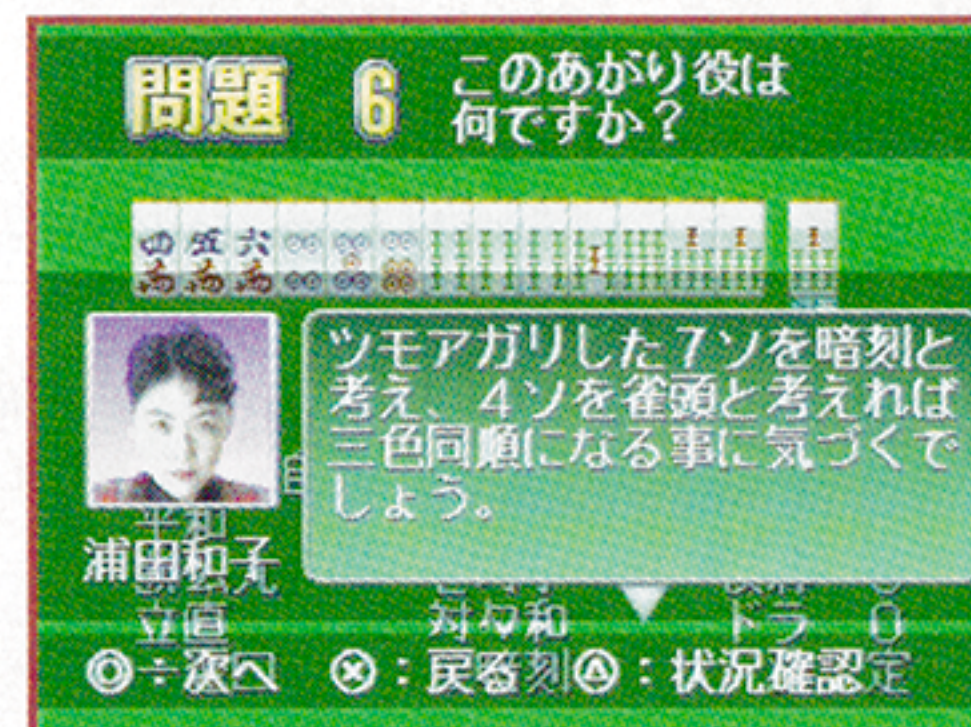 問題 6
このあがり役は
何ですか？
四萬 五萬 六萬
ツモアガリした７ソを暗刻と
考え、４ソを雀頭と考えれば
三色同順になる事に気づくで
しょう。
平和
浦田和子
立直
対々和
ドラ 0
◎÷次へ
⊗：戻る
暗刻
Ⓐ：状況確認
定